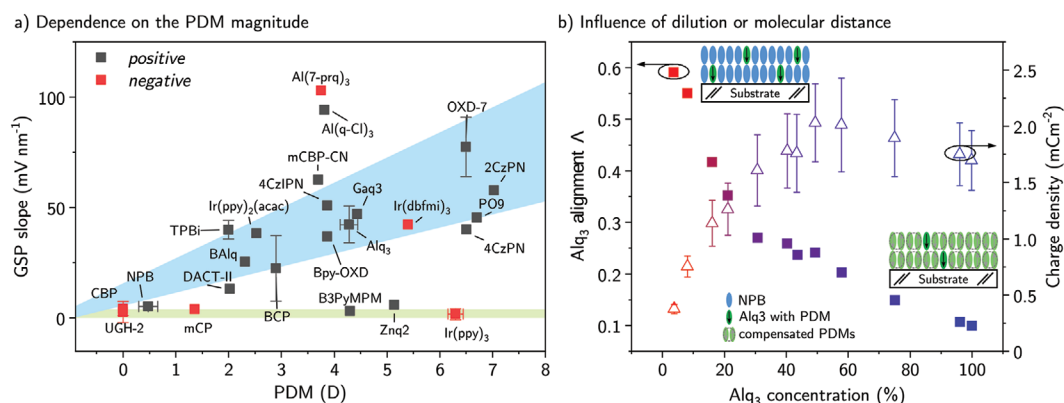 a) Dependence on the PDM magnitude
positive
negative
GSP slope (mV nm⁻¹)
100
50
0
Al(7-prq)₃
Al(q-Cl)₃
OXD-7
mCBP-CN
2CzPN
4CzIPN
Gaq3
Ir(ppy)₂(acac)
Ir(dbfmi)₃
PO9
TPBi
BAlq
Alq₃
4CzPN
DACT-II
Bpy-OXD
CBP
NPB
B3PyMPM
UGH-2
mCP
BCP
Znq2
Ir(ppy)₃
0 1 2 3 4 5 6 7 8
PDM (D)
b) Influence of dilution or molecular distance
Alq₃ alignment Λ
0.6
0.5
0.4
0.3
0.2
0.1
Substrate
Substrate
NPB
Alq3 with PDM
compensated PDMs
2.5
2
1.5
1
0.5
0
Charge density (mCm⁻²)
0 20 40 60 80 100
Alq₃ concentration (%)